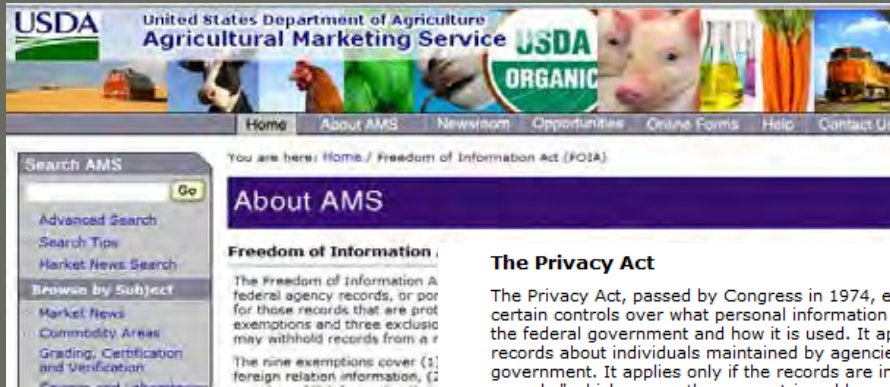 USDA
United States Department of Agriculture
Agricultural Marketing Service
USDA
ORGANIC
Home About AMS Newsroom Opportunities Online Forms Help Contact Us
Search AMS
Go
Advanced Search
Search Tips
Market News Search
Browse by Subject
Market News
Commodity Areas
Grading, Certification
and Verification
You are here: Home / Freedom of Information Act (FOIA)
About AMS
Freedom of Information
The Freedom of Information A
federal agency records, or por
for those records that are prot
exemptions and three exclusio
may withhold records from a r
The nine exemptions cover (1)
foreign relation information, (2
The Privacy Act
The Privacy Act, passed by Congress in 1974, e
certain controls over what personal information
the federal government and how it is used. It ap
records about individuals maintained by agencie
government. It applies only if the records are in